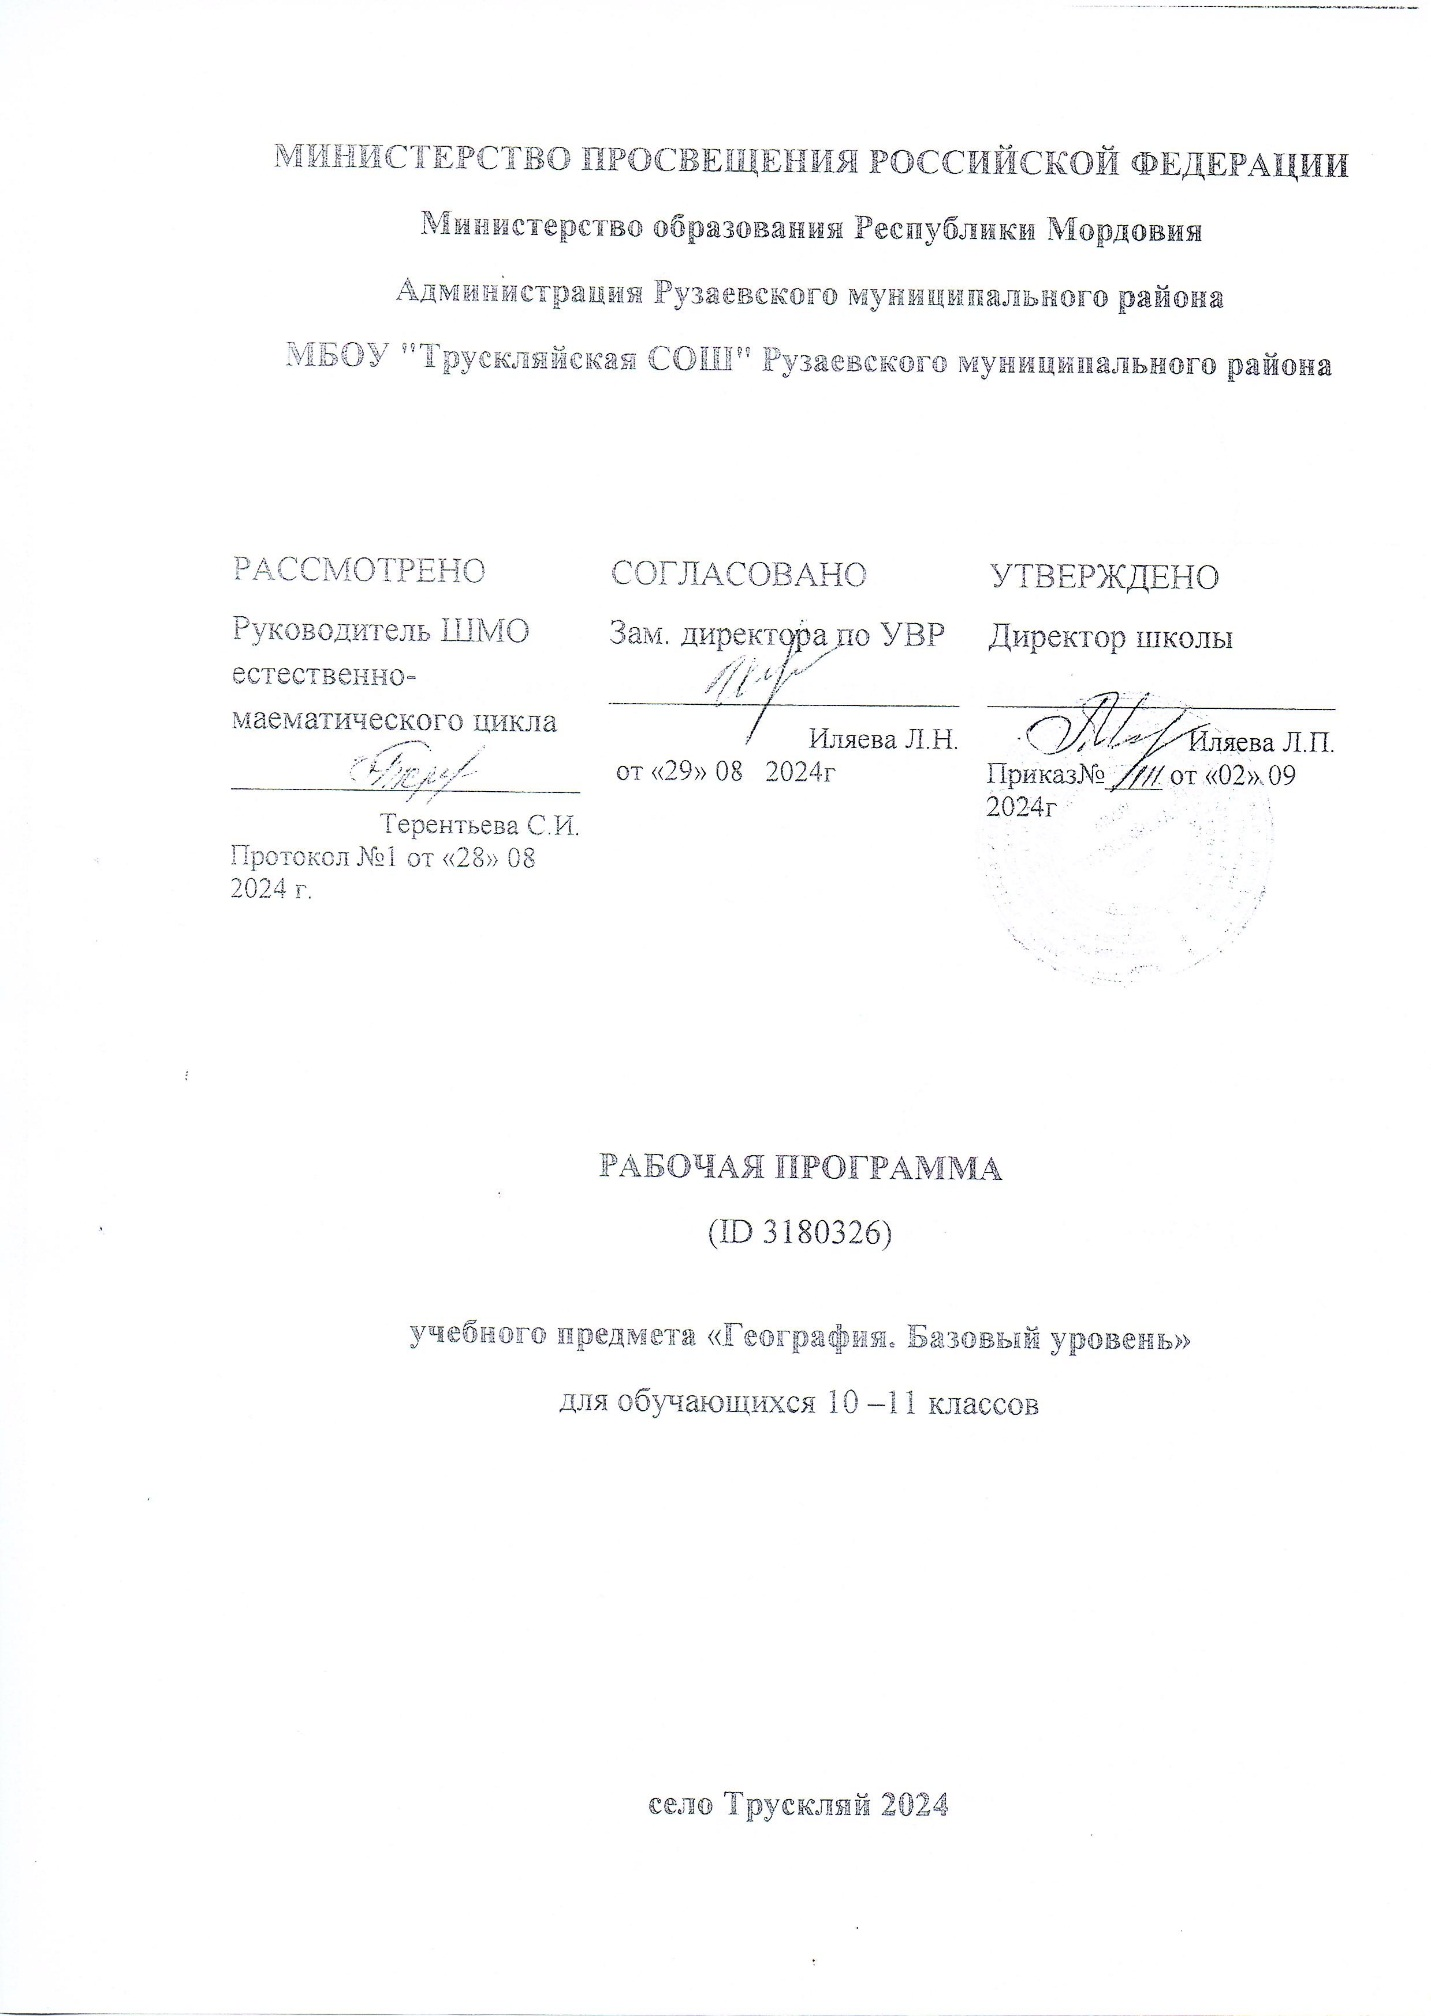 МИНИСТЕРСТВО ПРОСВЕЩЕНИЯ РОССИЙСКОЙ ФЕДЕРАЦИИ
Министерство образования Республики Мордовия
Администрация Рузаевского муниципального района
МБОУ "Трускляйская СОШ" Рузаевского муниципального района
РАССМОТРЕНО
Руководитель ШМО
естественно-
маематического цикла
Терентьева С.И.
Протокол №1 от «28» 08
2024 г.
СОГЛАСОВАНО
Зам. директора по УВР
Иляева Л.Н.
от «29» 08 2024г
УТВЕРЖДЕНО
Директор школы
Иляева Л.П.
Приказ№ от «02».09
2024г
РАБОЧАЯ ПРОГРАММА
(ID 3180326)
учебного предмета «География. Базовый уровень»
для обучающихся 10 –11 классов
село Трускляй 2024